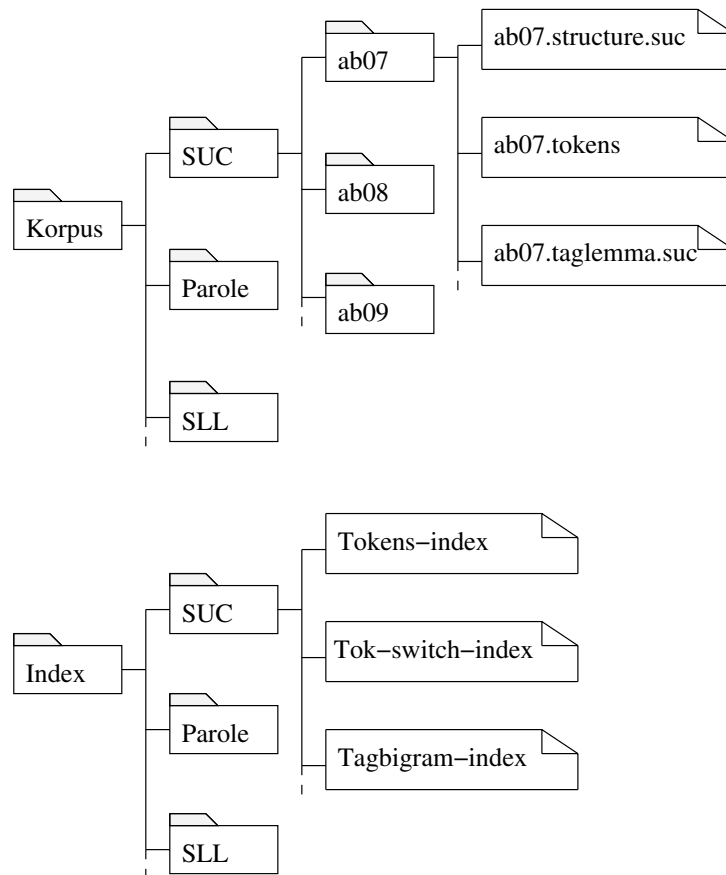 ab07.structure.suc
ab07
SUC
ab07.tokens
ab08
Korpus
ab07.taglemma.suc
Parole
ab09
SLL
Tokens−index
SUC
Tok−switch−index
Index
Parole
Tagbigram−index
SLL